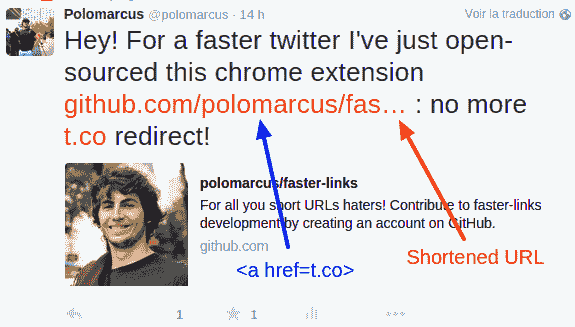 Polomarcus @polomarcus · 14 h
Voir la traduction
Hey! For a faster twitter I've just open-
sourced this chrome extension
github.com/polomarcus/fas… : no more
t.co redirect!
polomarcus/faster-links
For all you short URLs haters! Contribute to faster-links
development by creating an account on GitHub.
github.com
<a href=t.co>
Shortened URL
1
1